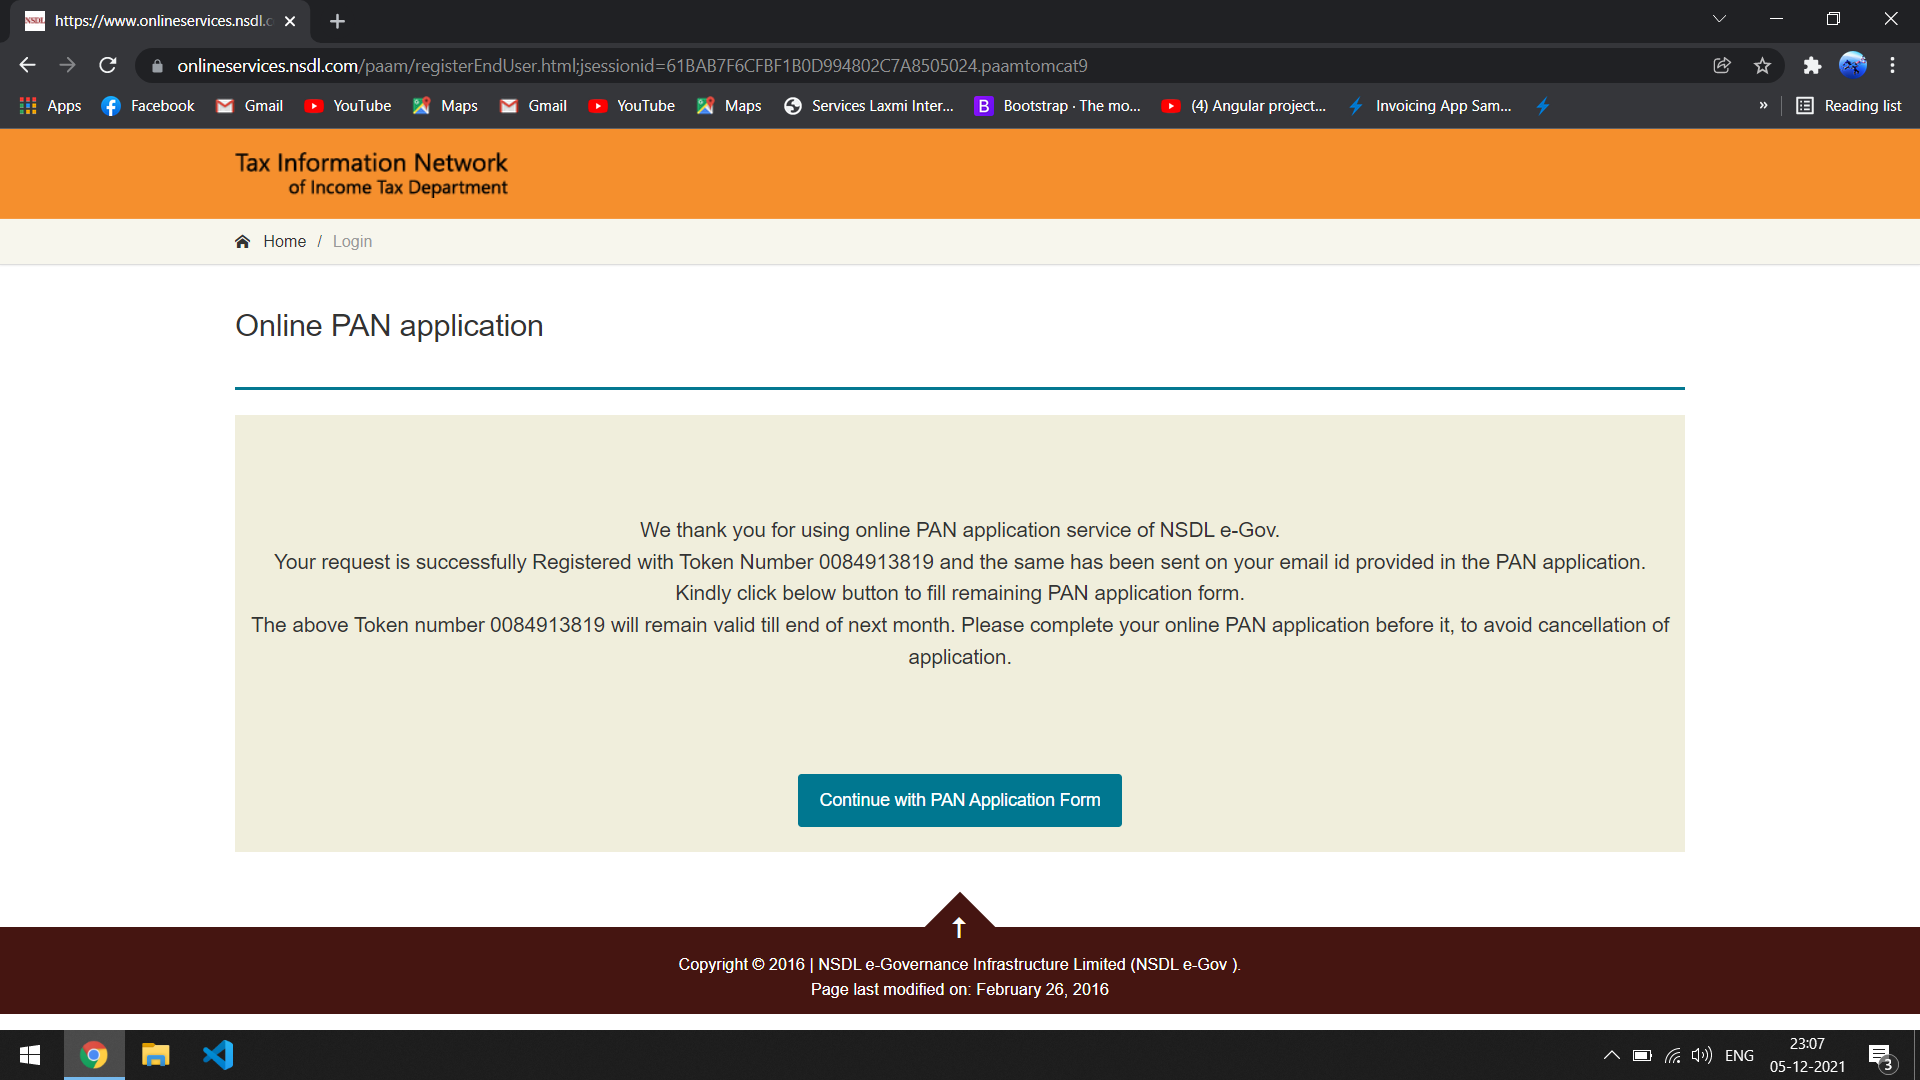 NSDL https://www.onlineservices.nsdl.c
onlineservices.nsdl.com/paam/registerEndUser.html;jsessionid=61BAB7F6CFBF1B0D994802C7A8505024.paamtomcat9
Apps Facebook Gmail YouTube Maps Gmail YouTube Maps Services Laxmi Inter... B Bootstrap · The mo... (4) Angular project... Invoicing App Sam... » Reading list
Tax Information Network
of Income Tax Department
Home / Login
Online PAN application
We thank you for using online PAN application service of NSDL e-Gov.
Your request is successfully Registered with Token Number 0084913819 and the same has been sent on your email id provided in the PAN application.
Kindly click below button to fill remaining PAN application form.
The above Token number 0084913819 will remain valid till end of next month. Please complete your online PAN application before it, to avoid cancellation of
application.
Continue with PAN Application Form
Copyright © 2016 | NSDL e-Governance Infrastructure Limited (NSDL e-Gov ).
Page last modified on: February 26, 2016
ENG
23:07
05-12-2021
3